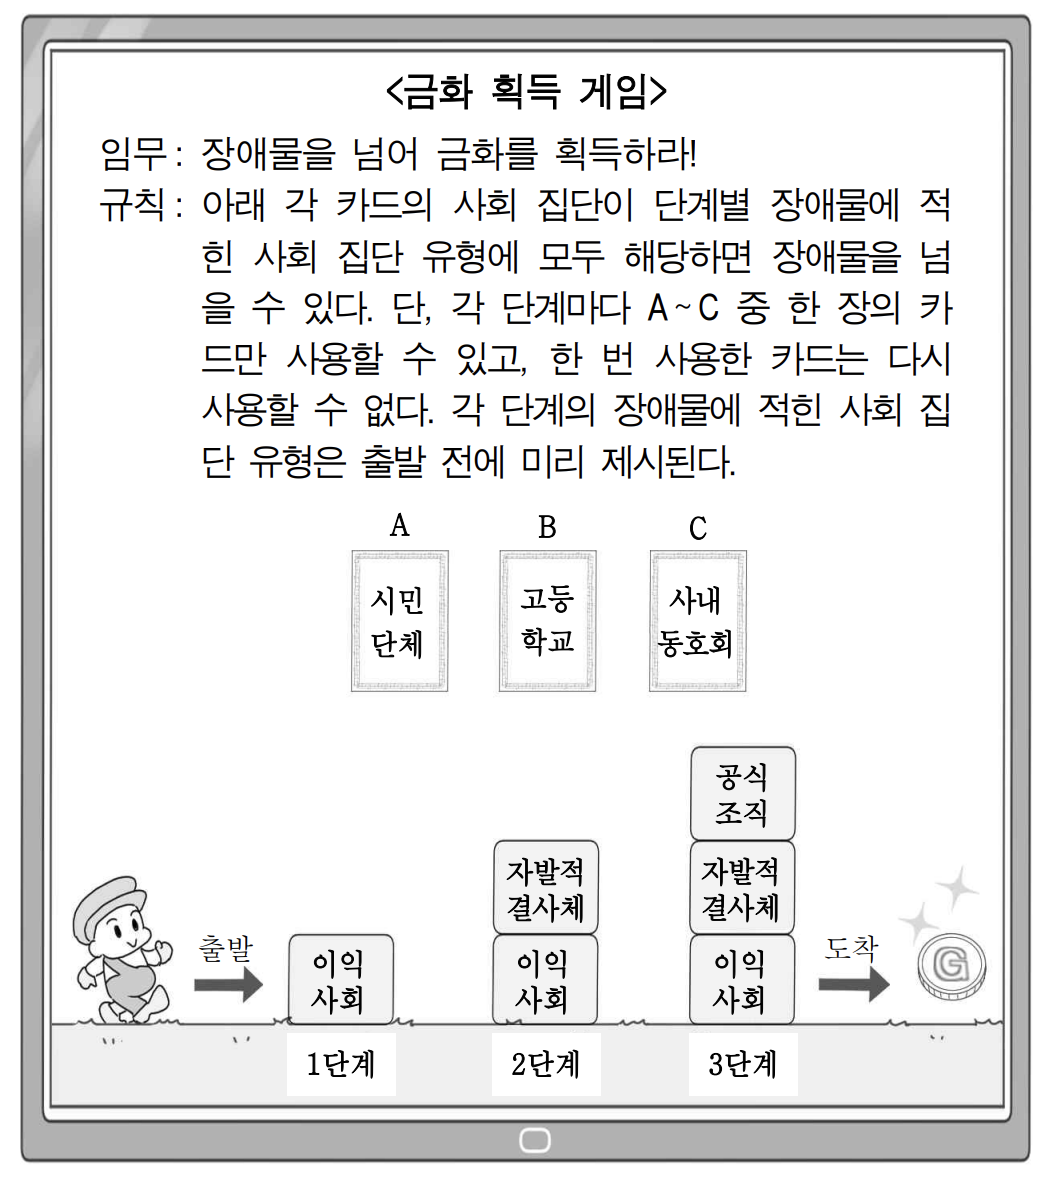 <금화 획득 게임>
임무 : 장애물을 넘어 금화를 획득하라!
규칙 : 아래 각 카드의 사회 집단이 단계별 장애물에 적
힌 사회 집단 유형에 모두 해당하면 장애물을 넘
을 수 있다. 단, 각 단계마다 A ~ C 중 한 장의 카
드만 사용할 수 있고, 한 번 사용한 카드는 다시
사용할 수 없다. 각 단계의 장애물에 적힌 사회 집
단 유형은 출발 전에 미리 제시된다.
A B C
시민
단체
고등
학교
사내
동호회
출발
이익
사회
1단계
자발적
결사체
이익
사회
2단계
공식
조직
자발적
결사체
이익
사회
3단계
도착
G